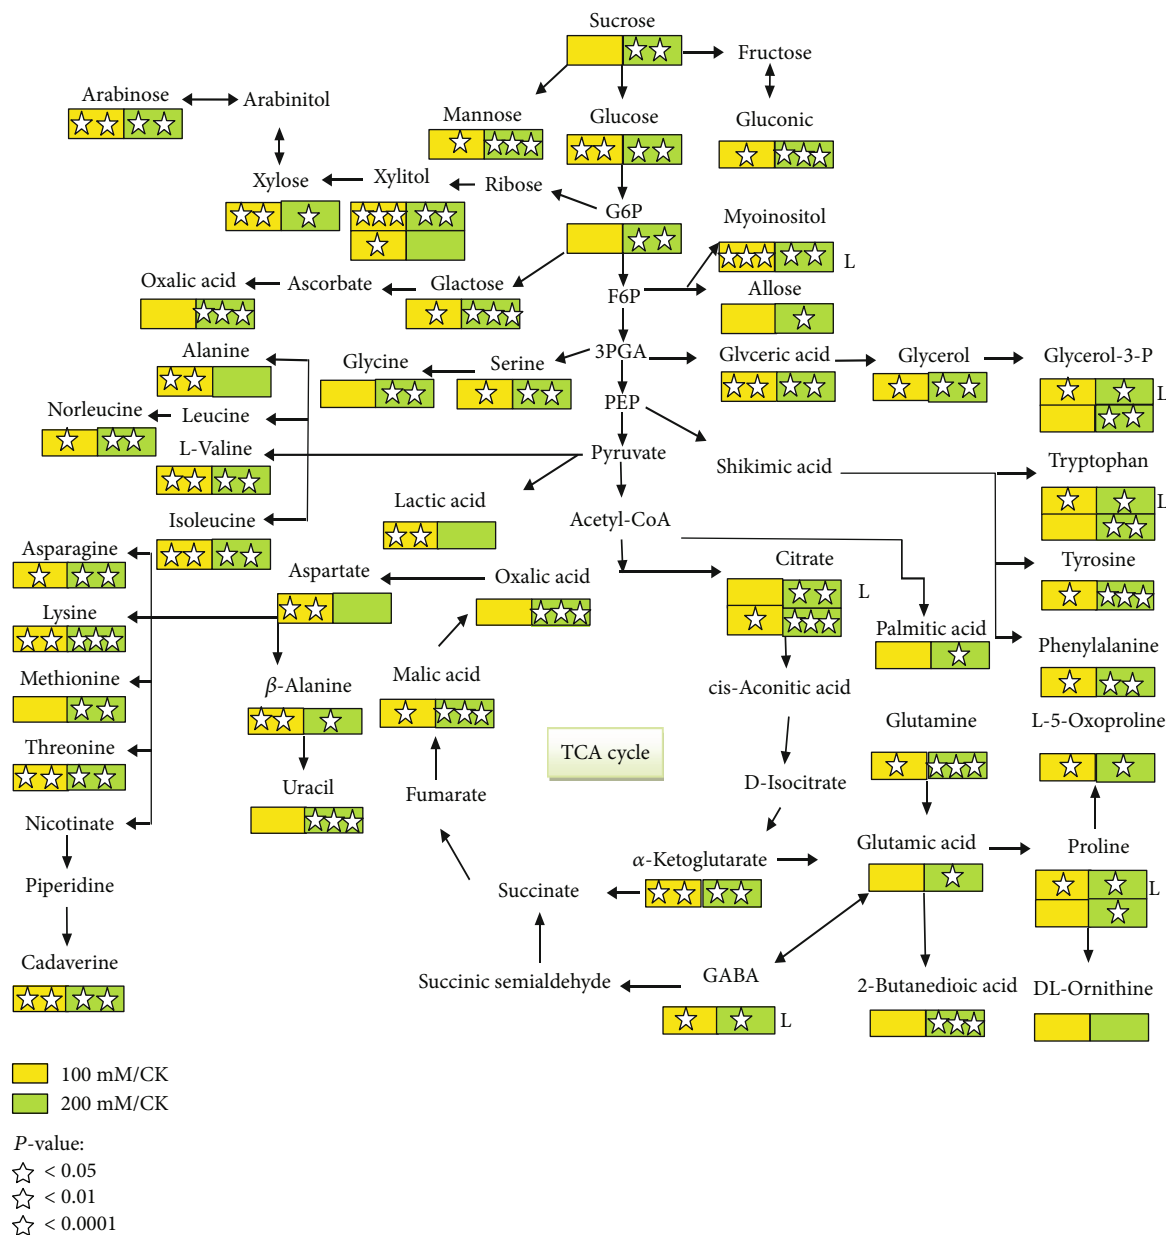 Sucrose
Fructose
Arabinose
Arabinitol
Mannose
Glucose
Gluconic
Xylose
Xylitol
Ribose
G6P
Myoinositol
L
Oxalic acid
Ascorbate
Glactose
F6P
Allose
Alanine
Glycine
Serine
3PGA
Glyceric acid
Glycerol
Glycerol-3-P
L
Norleucine
Leucine
PEP
L-Valine
Pyruvate
Shikimic acid
Tryptophan
L
Lactic acid
Isoleucine
Acetyl-CoA
Asparagine
Aspartate
Oxalic acid
Citrate
L
Tyrosine
Lysine
Palmitic acid
Phenylalanine
Methionine
β-Alanine
Malic acid
cis-Aconitic acid
Glutamine
L-5-Oxoproline
Threonine
TCA cycle
Uracil
Fumarate
D-Isocitrate
Nicotinate
Glutamic acid
Proline
L
α-Ketoglutarate
Piperidine
Succinate
Cadaverine
Succinic semialdehyde
GABA
L
2-Butanedioic acid
DL-Ornithine
100 mM/CK
200 mM/CK
P-value:
< 0.05
< 0.01
< 0.0001